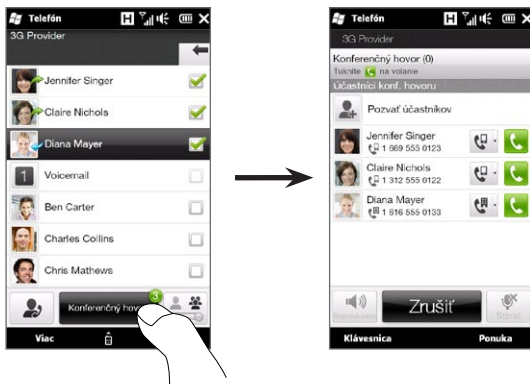 Telefón
3G Provider
Jennifer Singer
Claire Nichols
Diana Mayer
1 Voicemail
Ben Carter
Charles Collins
Chris Mathews
3
Konferenčný hovor
Viac
Telefón
3G Provider
Konferenčný hovor (0)
Ťuknite na volanie
Účastníci konf. hovoru
Pozvať účastníkov
Jennifer Singer
1 669 555 0123
Claire Nichols
1 312 555 0122
Diana Mayer
1 616 555 0133
Reproduktor
Zrušiť
Stlmiť
Klávesnica
Ponuka